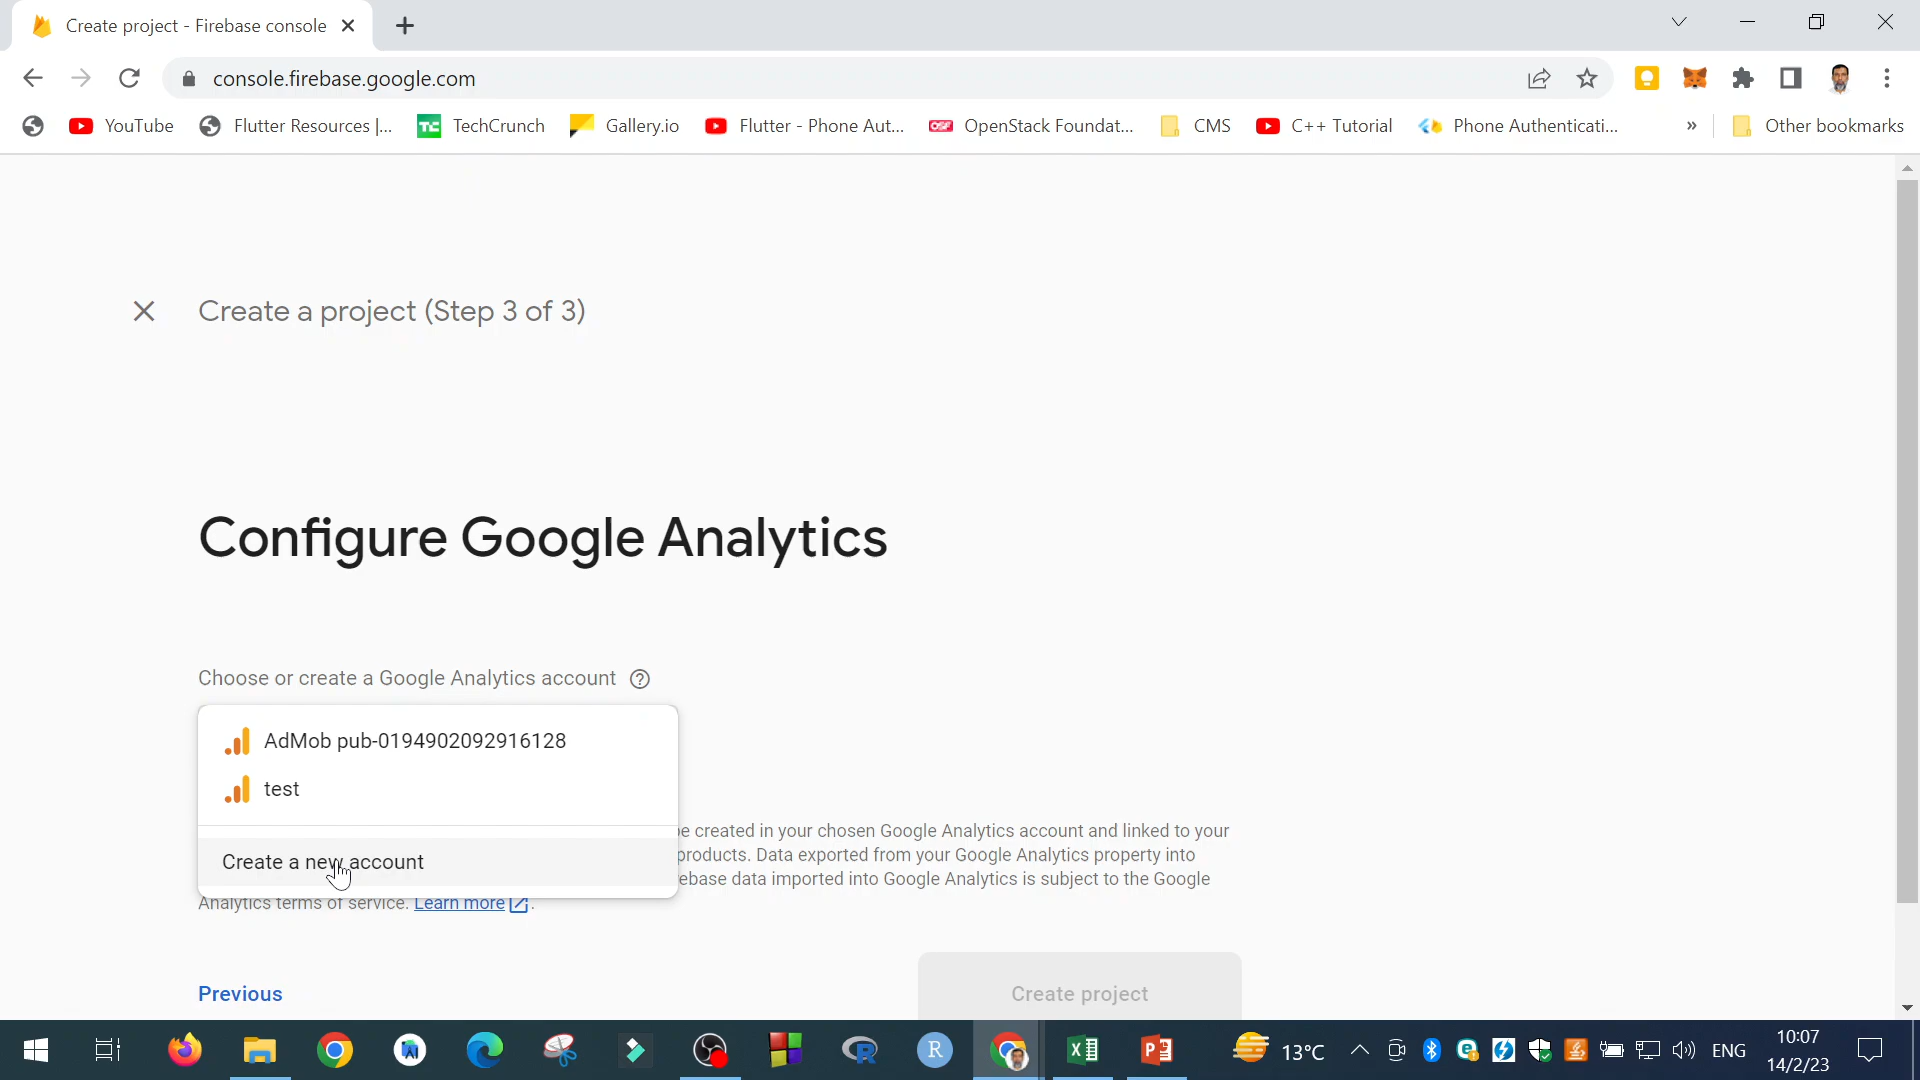 Create project - Firebase console
console.firebase.google.com
YouTube
Flutter Resources |...
TC TechCrunch
Gallery.io
Flutter - Phone Aut...
OpenStack Foundat...
CMS
C++ Tutorial
Phone Authenticati...
»
Other bookmarks
Create a project (Step 3 of 3)
Configure Google Analytics
Choose or create a Google Analytics account
AdMob pub-0194902092916128
test
Create a new account
be created in your chosen Google Analytics account and linked to your
products. Data exported from your Google Analytics property into
ebase data imported into Google Analytics is subject to the Google
Analytics terms of service. Learn more.
Previous
Create project
13°C
ENG
10:07
14/2/23